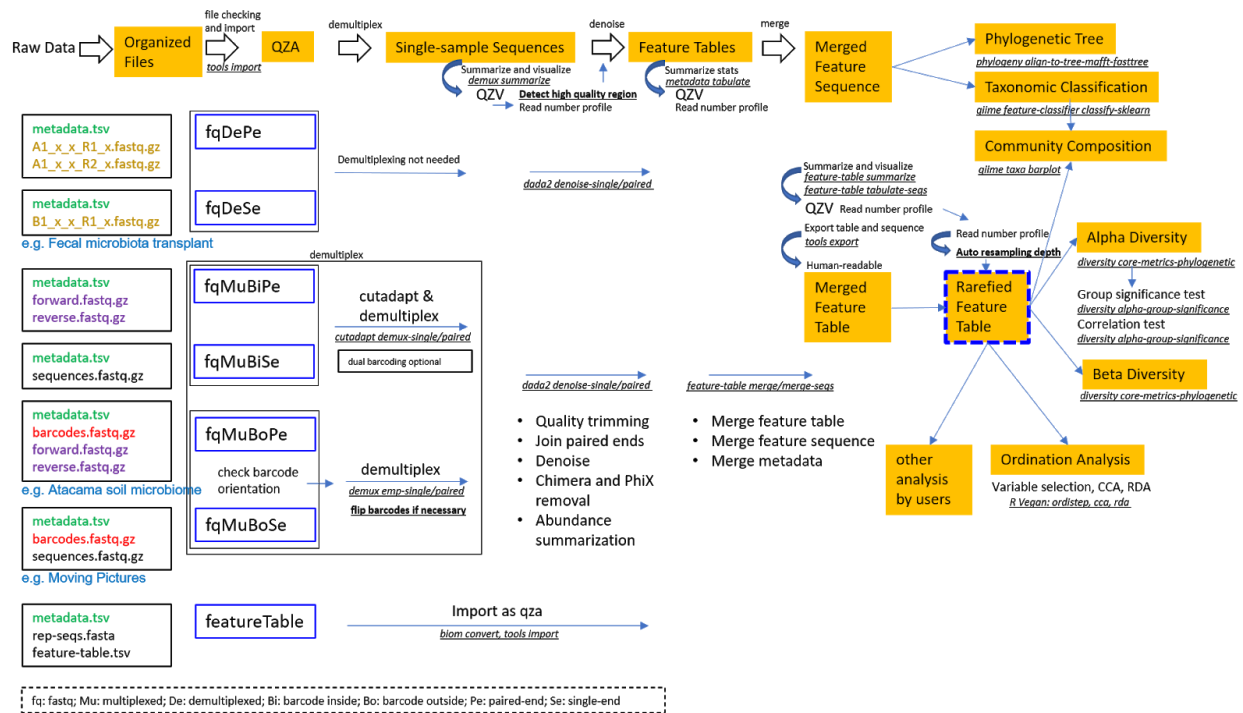 Raw Data
Organized
Files
file checking
and import
tools import
QZA
demultiplex
Single-sample Sequences
denoise
Feature Tables
merge
Merged
Feature
Sequence
Phylogenetic Tree
phylogeny align-to-tree-mafft-fasttree
Taxonomic Classification
qiime feature-classifier classify-sklearn
Community Composition
qiime taxa barplot
Summarize and visualize
demux summarize
QZV
Detect high quality region
Read number profile
Summarize stats
metadata tabulate
QZV
Read number profile
metadata.tsv
A1_x_x_R1_x.fastq.gz
A1_x_x_R2_x.fastq.gz
fqDePe
Demultiplexing not needed
dada2 denoise-single/paired
metadata.tsv
B1_x_x_R1_x.fastq.gz
fqDeSe
e.g. Fecal microbiota transplant
Summarize and visualize
feature-table summarize
feature-table tabulate-seqs
QZV Read number profile
Export table and sequence
tools export
Human-readable
Merged
Feature
Table
Read number profile
Auto resampling depth
Rarefied
Feature
Table
Alpha Diversity
diversity core-metrics-phylogenetic
Group significance test
diversity alpha-group-significance
Correlation test
diversity alpha-group-significance
Beta Diversity
diversity core-metrics-phylogenetic
demultiplex
metadata.tsv
forward.fastq.gz
reverse.fastq.gz
fqMuBiPe
cutadapt &
demultiplex
cutadapt demux-single/paired
dual barcoding optional
metadata.tsv
sequences.fastq.gz
fqMuBiSe
metadata.tsv
barcodes.fastq.gz
forward.fastq.gz
reverse.fastq.gz
e.g. Atacama soil microbiome
fqMuBoPe
check barcode
orientation
demultiplex
demux emp-single/paired
flip barcodes if necessary
fqMuBoSe
metadata.tsv
barcodes.fastq.gz
sequences.fastq.gz
e.g. Moving Pictures
dada2 denoise-single/paired
• Quality trimming
• Join paired ends
• Denoise
• Chimera and PhiX
removal
• Abundance
summarization
feature-table merge/merge-seqs
• Merge feature table
• Merge feature sequence
• Merge metadata
other
analysis
by users
Ordination Analysis
Variable selection, CCA, RDA
R Vegan: ordistep, cca, rda
metadata.tsv
rep-seqs.fasta
feature-table.tsv
featureTable
Import as qza
biom convert, tools import
fq: fastq; Mu: multiplexed; De: demultiplexed; Bi: barcode inside; Bo: barcode outside; Pe: paired-end; Se: single-end